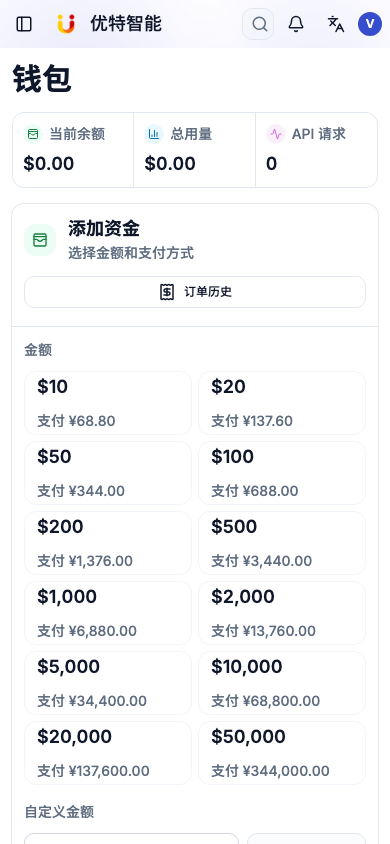 优特智能
V
钱包
当前余额
$0.00
总用量
$0.00
API 请求
0
添加资金
选择金额和支付方式
订单历史
金额
$10
支付 ¥68.80
$20
支付 ¥137.60
$50
支付 ¥344.00
$100
支付 ¥688.00
$200
支付 ¥1,376.00
$500
支付 ¥3,440.00
$1,000
支付 ¥6,880.00
$2,000
支付 ¥13,760.00
$5,000
支付 ¥34,400.00
$10,000
支付 ¥68,800.00
$20,000
支付 ¥137,600.00
$50,000
支付 ¥344,000.00
自定义金额